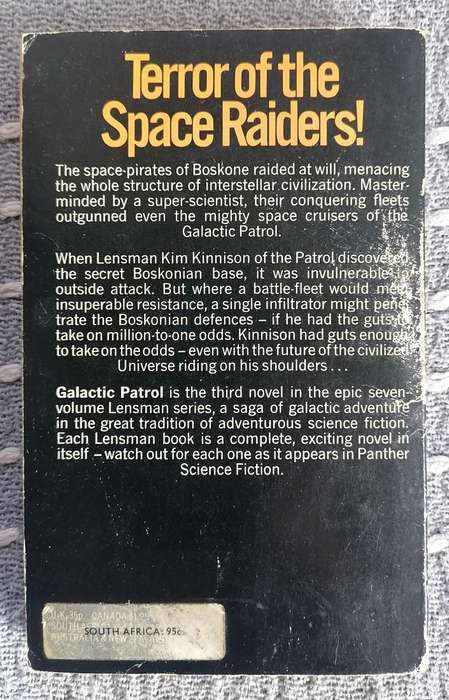 Terror of the
Space Raiders!
The space-pirates of Boskone raided at will, menacing
the whole structure of interstellar civilization. Master-
minded by a super-scientist, their conquering fleets
outgunned even the mighty space cruisers of the
Galactic Patrol.
When Lensman Kim Kinnison of the Patrol discovered
the secret Boskonian base, it was invulnerable to
outside attack. But where a battle-fleet would meet
insuperable resistance, a single infiltrator might pene-
trate the Boskonian defences – if he had the guts to
take on million-to-one odds. Kinnison had guts enough
to take on the odds – even with the future of the civilized
Universe riding on his shoulders . . .
Galactic Patrol is the third novel in the epic seven-
volume Lensman series, a saga of galactic adventure
in the great tradition of adventurous science fiction.
Each Lensman book is a complete, exciting novel in
itself – watch out for each one as it appears in Panther
Science Fiction.
U.K. 35p CANADA
SOUTH AFRICA: 95c
AUSTRALIA & NEW